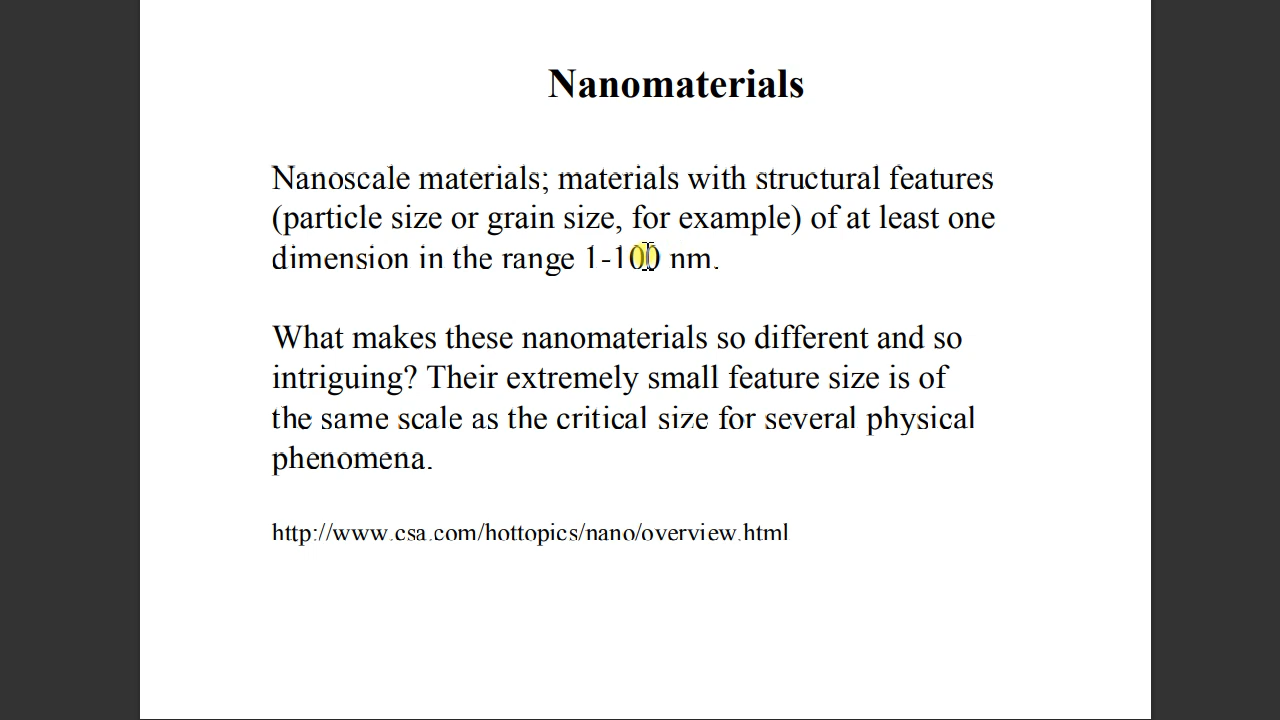 Nanomaterials
Nanoscale materials; materials with structural features
(particle size or grain size, for example) of at least one
dimension in the range 1-100 nm.
What makes these nanomaterials so different and so
intriguing? Their extremely small feature size is of
the same scale as the critical size for several physical
phenomena.
http://www.csa.com/hottopics/nano/overview.html